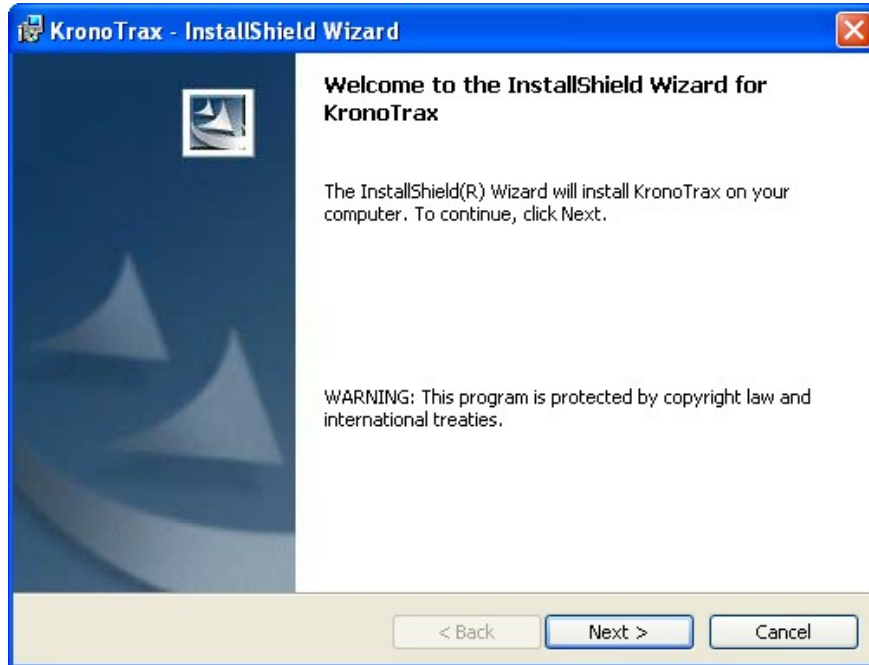 KronoTrax - InstallShield Wizard
Welcome to the InstallShield Wizard for
KronoTrax
The InstallShield(R) Wizard will install KronoTrax on your
computer. To continue, click Next.
WARNING: This program is protected by copyright law and
international treaties.
< Back Next > Cancel